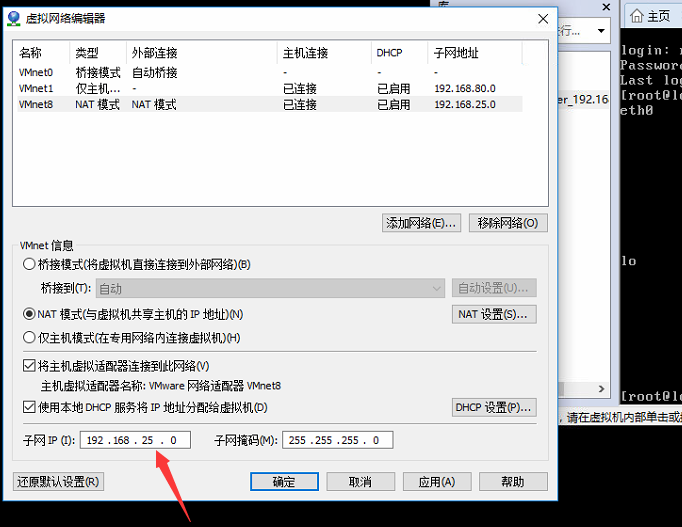 虚拟网络编辑器
名称 类型 外部连接 主机连接 DHCP 子网地址
VMnet0 桥接模式 自动桥接 - - -
VMnet1 仅主机... - 已连接 已启用 192.168.80.0
VMnet8 NAT 模式 NAT 模式 已连接 已启用 192.168.25.0
添加网络(E)... 移除网络(O)
VMnet 信息
桥接模式(将虚拟机直接连接到外部网络)(B)
桥接到(T): 自动 自动设置(U)...
NAT 模式(与虚拟机共享主机的 IP 地址)(N) NAT 设置(S)...
仅主机模式(在专用网络内连接虚拟机)(H)
将主机虚拟适配器连接到此网络(V)
主机虚拟适配器名称: VMware 网络适配器 VMnet8
使用本地 DHCP 服务将 IP 地址分配给虚拟机(D) DHCP 设置(P)...
子网 IP (I): 192 .168 . 25 . 0 子网掩码(M): 255 .255 .255 . 0
还原默认设置(R) 确定 取消 应用(A) 帮助
行...
er_192.16
主页
login: r
Password
Last log
[root@lo
eth0
lo
[root@lo
, 请在虚拟机内部单击或